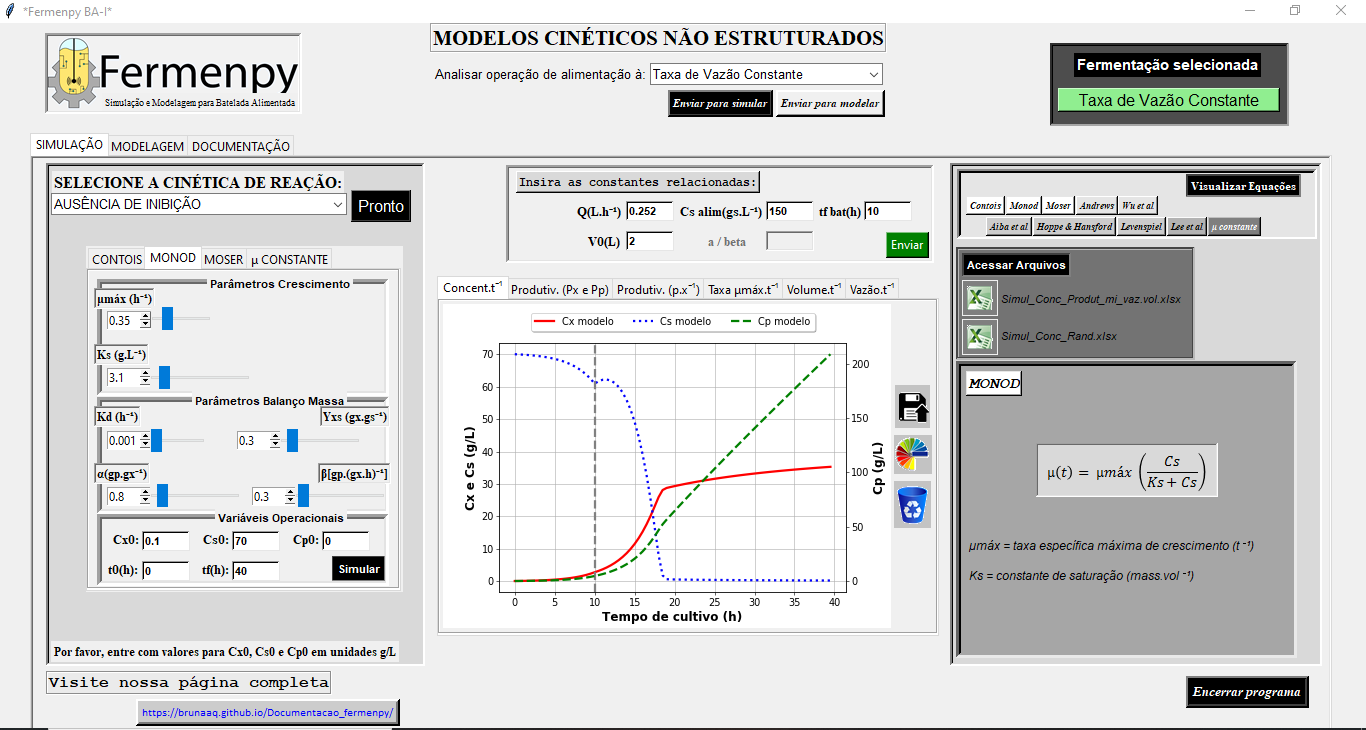 *Fermenpy BA-I*
MODELOS CINÉTICOS NÃO ESTRUTURADOS
Fermenpy
Simulação e Modelagem para Batelada Alimentada
Analisar operação de alimentação à: Taxa de Vazão Constante
Enviar para simular Enviar para modelar
Fermentação selecionada
Taxa de Vazão Constante
SIMULAÇÃO MODELAGEM DOCUMENTAÇÃO
SELECIONE A CINÉTICA DE REAÇÃO:
AUSÊNCIA DE INIBIÇÃO Pronto
CONTOIS MONOD MOSER µ CONSTANTE
Parâmetros Crescimento
µmáx (h⁻¹)
0.35
Ks (g.L⁻¹)
3.1
Parâmetros Balanço Massa
Kd (h⁻¹) Yxs (gx.gs⁻¹)
0.001 0.3
α(gp.gx⁻¹) β[gp.(gx.h)⁻¹]
0.8 0.3
Variáveis Operacionais
Cx0: 0.1 Cs0: 70 Cp0: 0
t0(h): 0 tf(h): 40 Simular
Por favor, entre com valores para Cx0, Cs0 e Cp0 em unidades g/L
Visite nossa página completa
https://brunaaq.github.io/Documentacao_fermenpy/
Insira as constantes relacionadas:
Q(L.h⁻¹) 0.252 Cs alim(gs.L⁻¹) 150 tf bat(h) 10
V0(L) 2 a / beta Enviar
Concent.t⁻¹ Produtiv. (Px e Pp) Produtiv. (p.x⁻¹) Taxa µmáx.t⁻¹ Volume.t⁻¹ Vazão.t⁻¹
Cx modelo Cs modelo Cp modelo
Cx e Cs (g/L)
70
60
50
40
30
20
10
0
200
150
100
50
0
Cp (g/L)
0 5 10 15 20 25 30 35 40
Tempo de cultivo (h)
Visualizar Equações
Contois Monod Moser Andrews Wu et al
Aiba et al Hoppe & Hansford Levenspiel Lee et al µ constante
Acessar Arquivos
Simul_Conc_Produt_mi_vaz.vol.xlsx
Simul_Conc_Rand.xlsx
MONOD
µ(t) = µmáx (Cs / Ks + Cs)
µmáx = taxa específica máxima de crescimento (t ⁻¹)
Ks = constante de saturação (mass.vol ⁻¹)
Encerrar programa